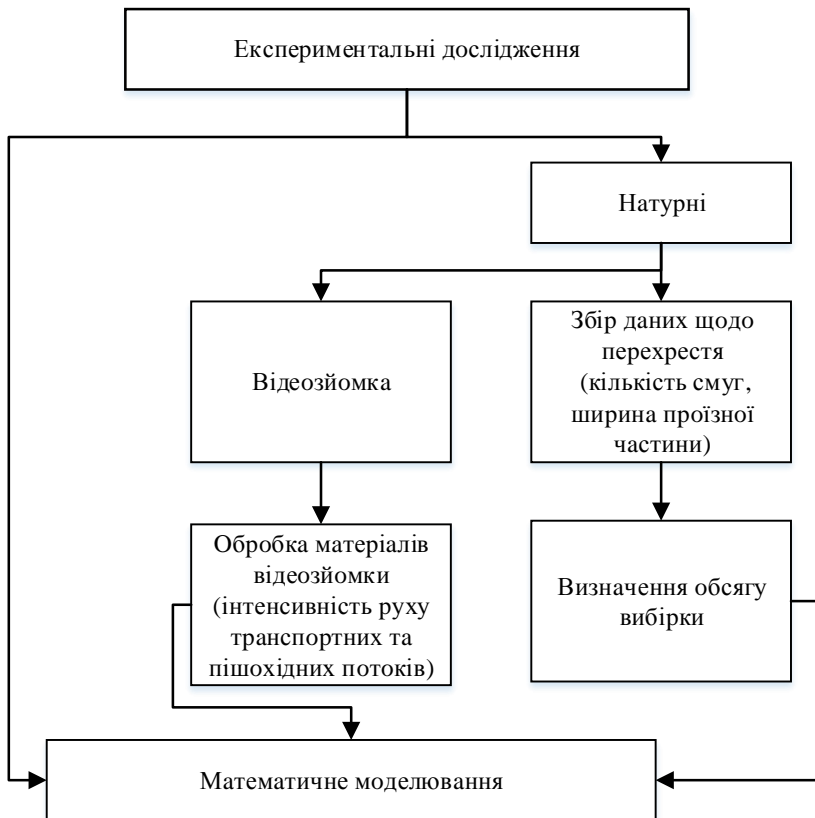 Експериментальні дослідження
Натурні
Відеозйомка
Збір даних щодо
перехрестя
(кількість смуг,
ширина проїзної
частини)
Обробка матеріалів
відеозйомки
(інтенсивність руху
транспортних та
пішохідних потоків)
Визначення обсягу
вибірки
Математичне моделювання